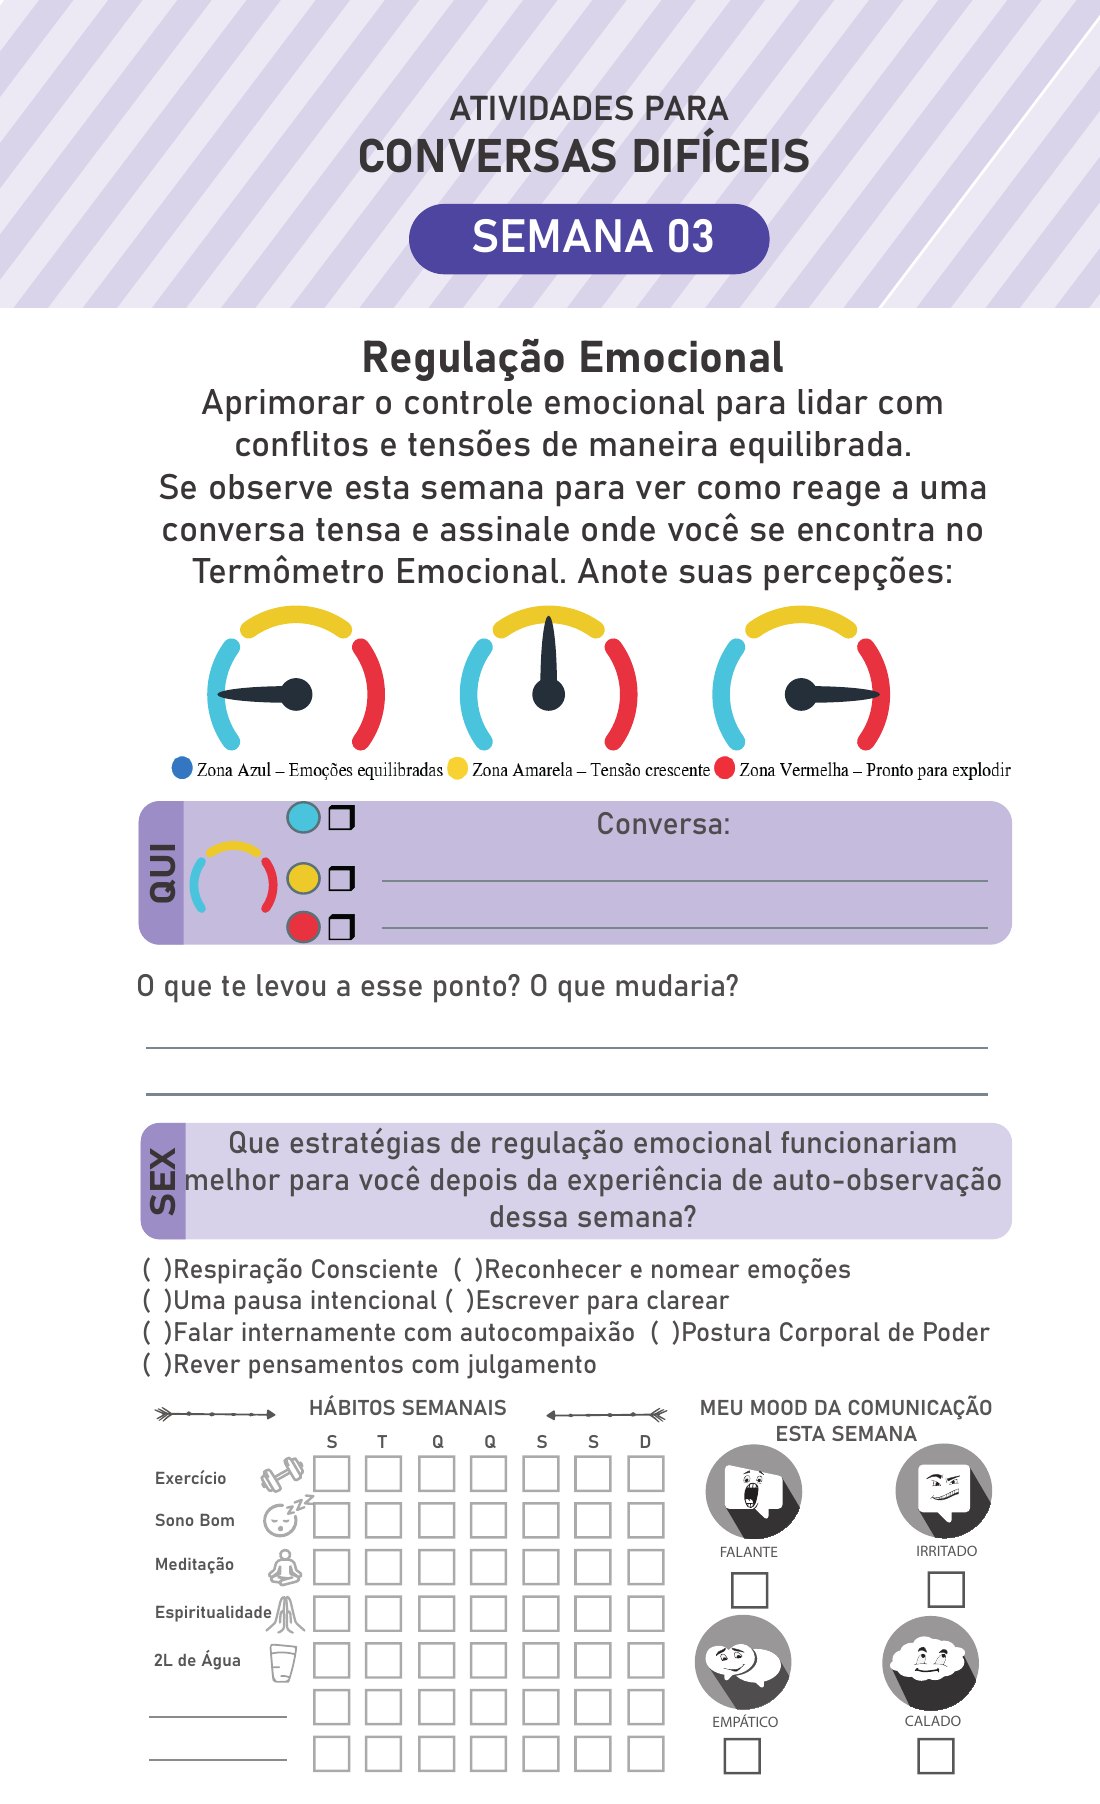 ATIVIDADES PARA
CONVERSAS DIFÍCEIS
SEMANA 03
Regulação Emocional
Aprimorar o controle emocional para lidar com
conflitos e tensões de maneira equilibrada.
Se observe esta semana para ver como reage a uma
conversa tensa e assinale onde você se encontra no
Termômetro Emocional. Anote suas percepções:
Zona Azul – Emoções equilibradas Zona Amarela – Tensão crescente Zona Vermelha – Pronto para explodir
QUI
Conversa:
O que te levou a esse ponto? O que mudaria?
SEX
Que estratégias de regulação emocional funcionariam
melhor para você depois da experiência de auto-observação
dessa semana?
( )Respiração Consciente ( )Reconhecer e nomear emoções
( )Uma pausa intencional ( )Escrever para clarear
( )Falar internamente com autocompaixão ( )Postura Corporal de Poder
( )Rever pensamentos com julgamento
HÁBITOS SEMANAIS
S T Q Q S S D
Exercício
Sono Bom
zzzz
Meditação
Espiritualidade
2L de Água
MEU MOOD DA COMUNICAÇÃO
ESTA SEMANA
FALANTE
IRRITADO
EMPÁTICO
CALADO